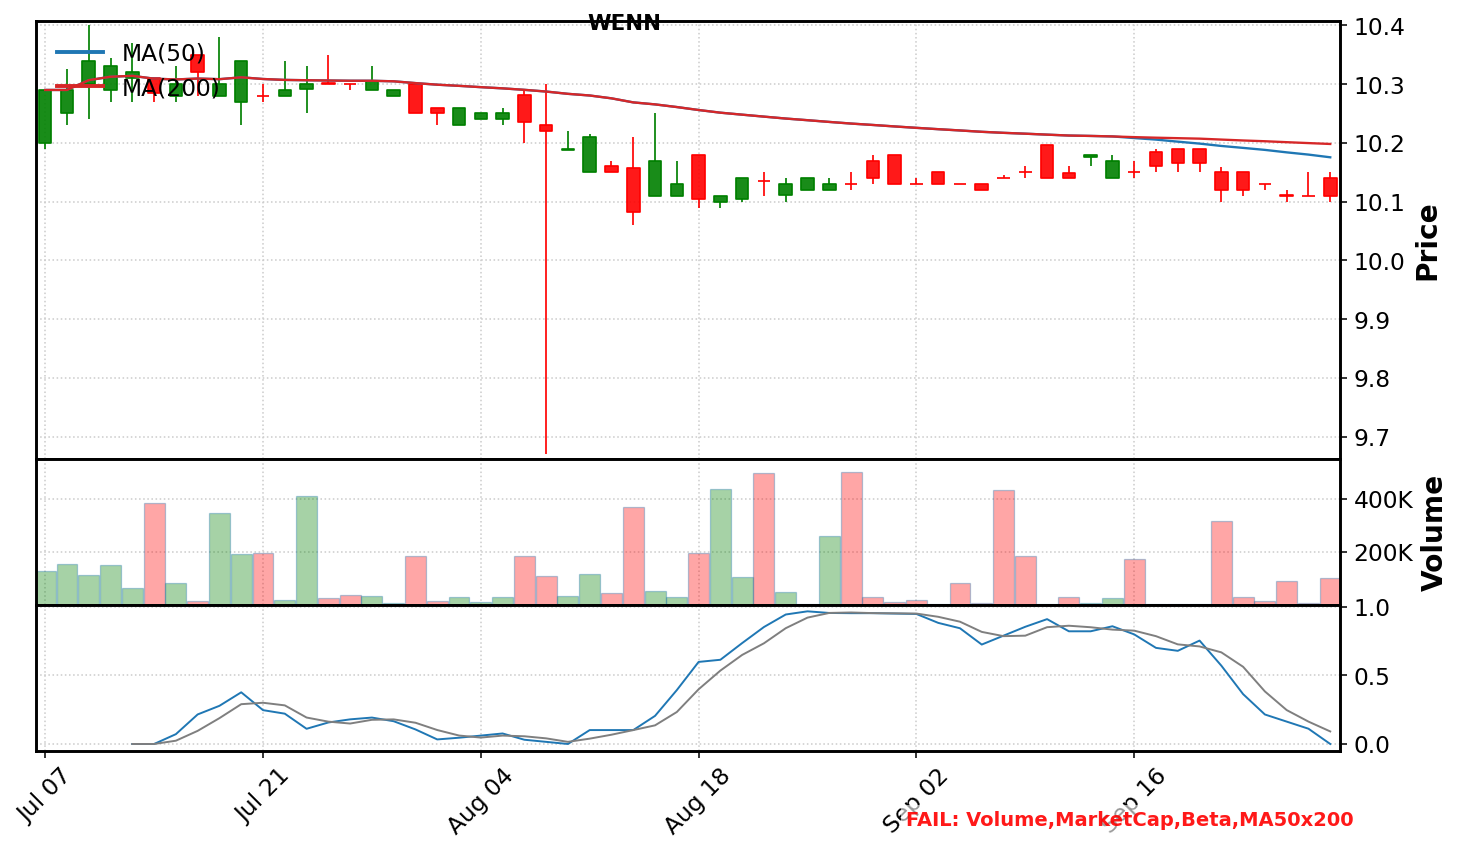 WENN
MA(50)
MA(200)
10.4
10.3
10.2
10.1
10.0
9.9
9.8
9.7
Price
400K
200K
Volume
1.0
0.5
0.0
Jul 07
Jul 21
Aug 04
Aug 18
Sep 02
Sep 16
FAIL: Volume,MarketCap,Beta,MA50x200